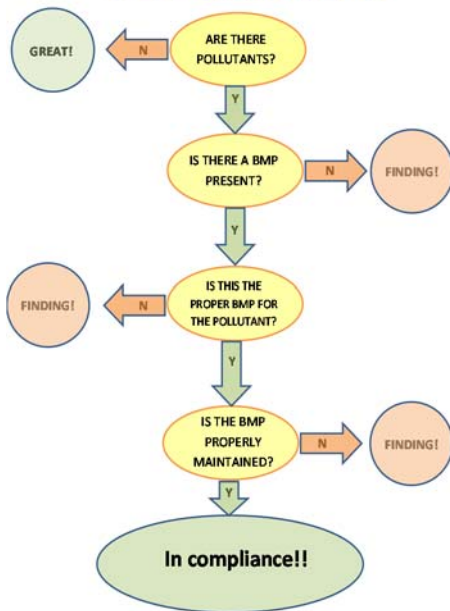 ARE THERE
POLLUTANTS?
N
GREAT!
Y
IS THERE A BMP
PRESENT?
N
FINDING!
Y
IS THIS THE
PROPER BMP FOR
THE POLLUTANT?
N
FINDING!
Y
IS THE BMP
PROPERLY
MAINTAINED?
N
FINDING!
Y
In compliance!!